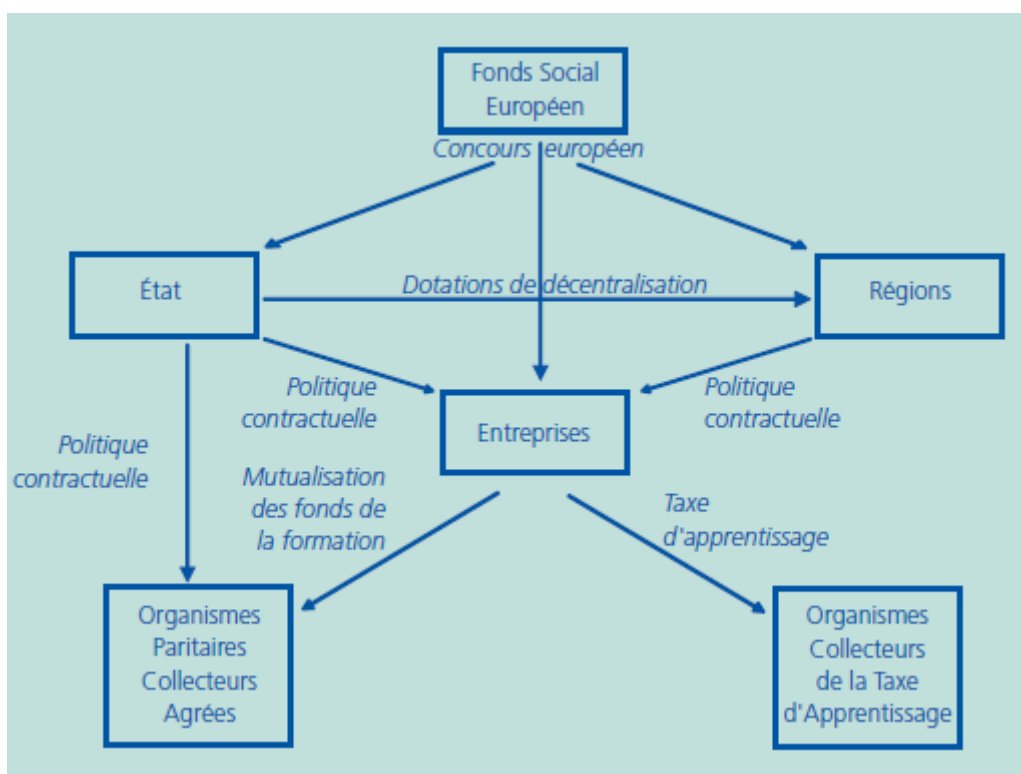 Fonds Social
Européen
Concours européen
État
Dotations de décentralisation
Régions
Politique
contractuelle
Entreprises
Politique
contractuelle
Politique
contractuelle
Mutualisation
des fonds de
la formation
Taxe
d'apprentissage
Organismes
Paritaires
Collecteurs
Agrées
Organismes
Collecteurs
de la Taxe
d'Apprentissage